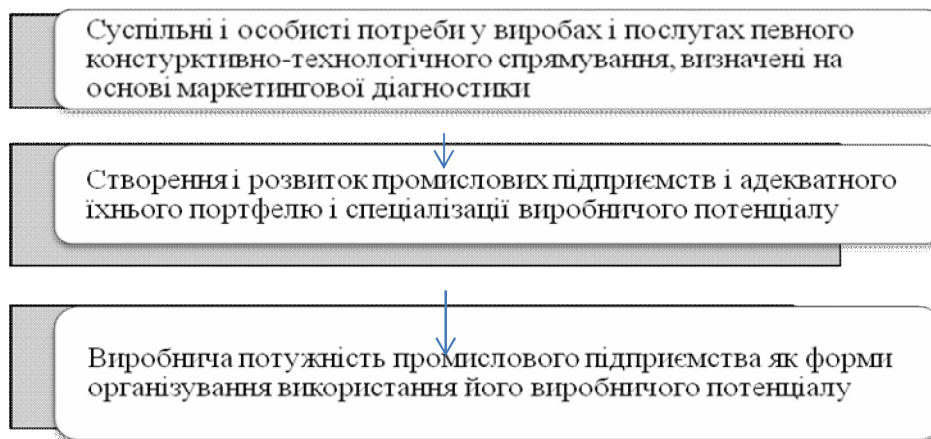 Суспільні і особисті потреби у виробах і послугах певного
констурктивно-технологічного спрямування, визначені на
основі маркетингової діагностики
Створення і розвиток промислових підприємств і адекватного
їхнього портфелю і спеціалізації виробничого потенціалу
Виробнича потужність промислового підприємства як форми
організування використання його виробничого потенціалу